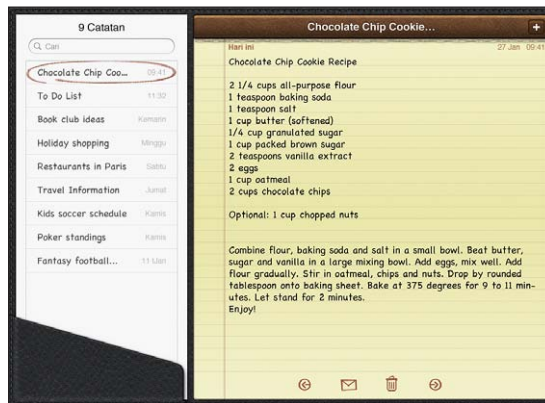 9 Catatan
Cari
Chocolate Chip Coo... 09:41
To Do List 11:32
Book club ideas Kemarin
Holiday shopping Minggu
Restaurants in Paris Sabtu
Travel Information Jumat
Kids soccer schedule Kamis
Poker standings Kamis
Fantasy football... 11 Jan
Chocolate Chip Cookie...
+
Hari ini 27 Jan 09:41
Chocolate Chip Cookie Recipe
2 1/4 cups all-purpose flour
1 teaspoon baking soda
1 teaspoon salt
1 cup butter (softened)
1/4 cup granulated sugar
1 cup packed brown sugar
2 teaspoons vanilla extract
2 eggs
1 cup oatmeal
2 cups chocolate chips
Optional: 1 cup chopped nuts
Combine flour, baking soda and salt in a small bowl. Beat butter,
sugar and vanilla in a large mixing bowl. Add eggs, mix well. Add
flour gradually. Stir in oatmeal, chips and nuts. Drop by rounded
tablespoon onto baking sheet. Bake at 375 degrees for 9 to 11 min-
utes. Let stand for 2 minutes.
Enjoy!